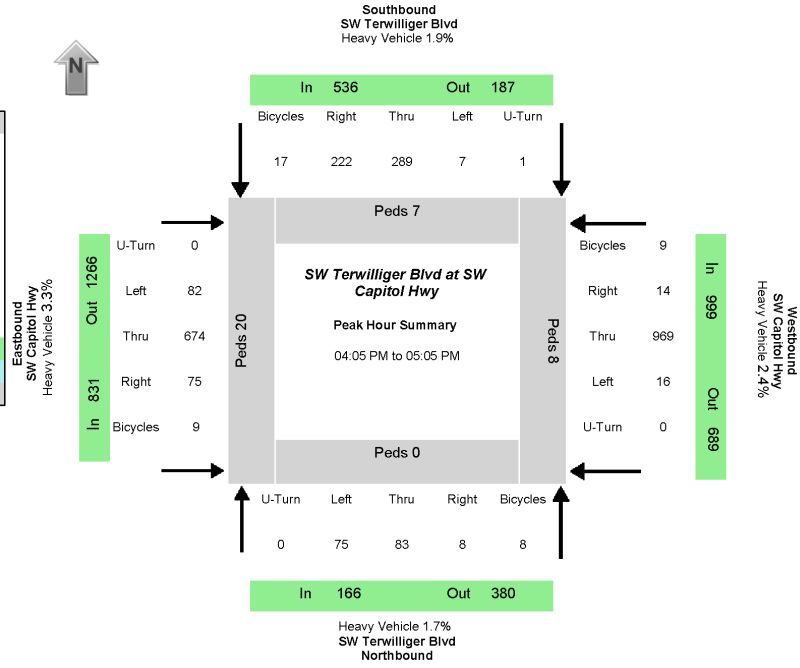 Southbound
SW Terwilliger Blvd
Heavy Vehicle 1.9%
N
In 536 Out 187
Bicycles Right Thru Left U-Turn
17 222 289 7 1
Peds 7
Eastbound
SW Capitol Hwy
Heavy Vehicle 3.3%
Out 1266
In 831
U-Turn 0
Left 82
Thru 674
Right 75
Bicycles 9
Peds 20
SW Terwilliger Blvd at SW
Capitol Hwy
Peak Hour Summary
04:05 PM to 05:05 PM
Peds 8
Bicycles 9
Right 14
Thru 969
Left 16
U-Turn 0
In 999
Out 689
Westbound
SW Capitol Hwy
Heavy Vehicle 2.4%
Peds 0
U-Turn Left Thru Right Bicycles
0 75 83 8 8
In 166 Out 380
Heavy Vehicle 1.7%
SW Terwilliger Blvd
Northbound